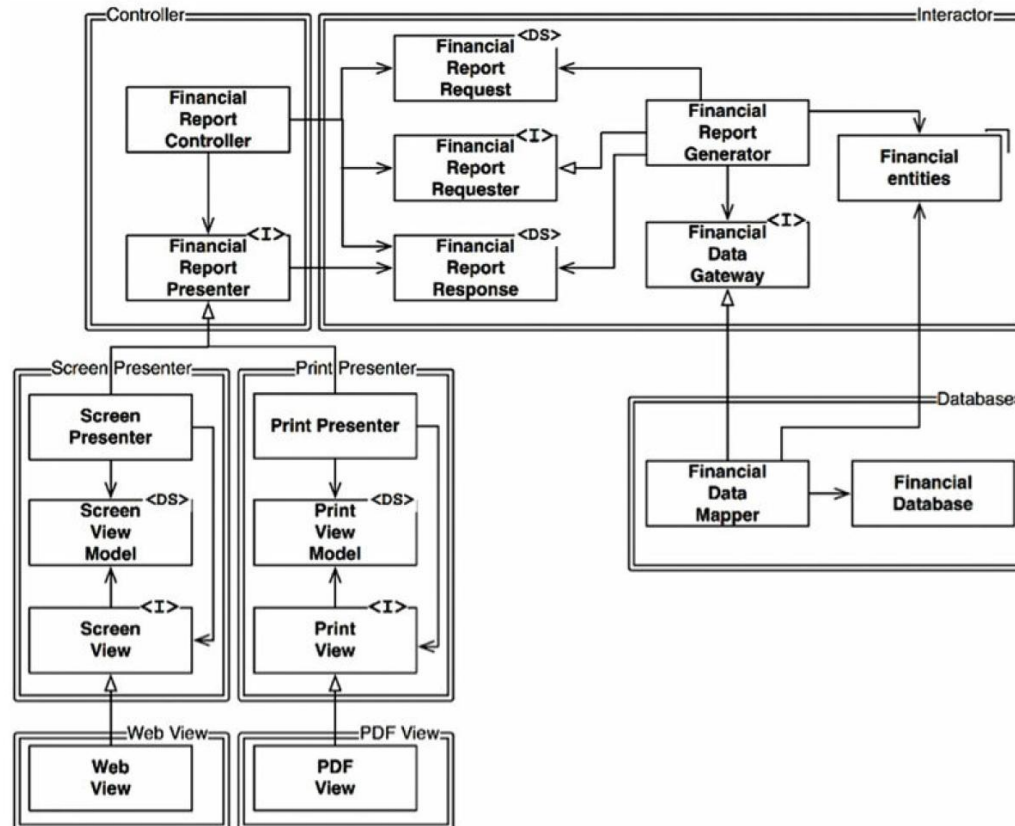 Controller
Interactor
<DS>
Financial
Report
Request
Financial
Report
Controller
Financial
Report
Generator
<I>
Financial
Report
Requester
Financial
entities
<I>
Financial
Report
Presenter
<DS>
Financial
Report
Response
<I>
Financial
Data
Gateway
Screen Presenter
Print Presenter
Database
Screen
Presenter
Print Presenter
Financial
Data
Mapper
Financial
Database
<DS>
Screen
View
Model
<DS>
Print
View
Model
<I>
Screen
View
<I>
Print
View
Web View
PDF View
Web
View
PDF
View